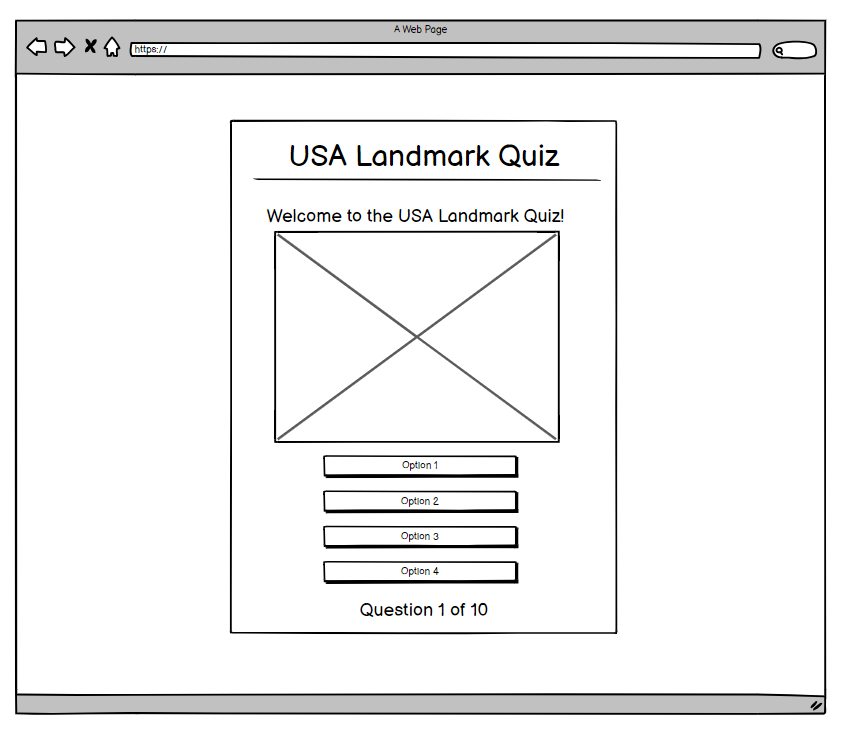 A Web Page
https://
USA Landmark Quiz
Welcome to the USA Landmark Quiz!
Option 1
Option 2
Option 3
Option 4
Question 1 of 10